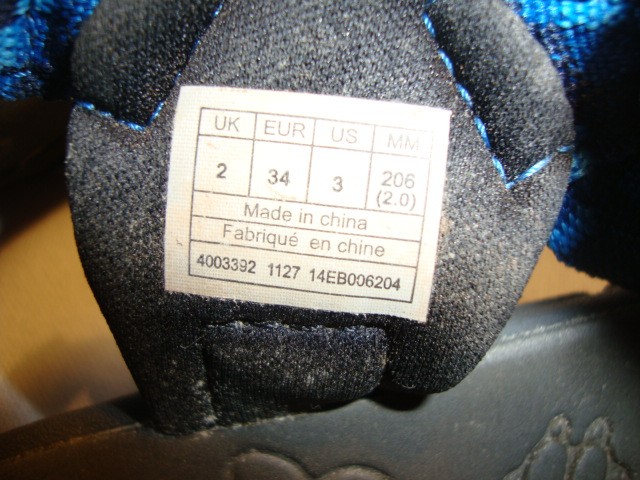 UK EUR US MM
2 34 3 206
(2.0)
Made in china
Fabriqué en chine
4003392 1127 14EB006204